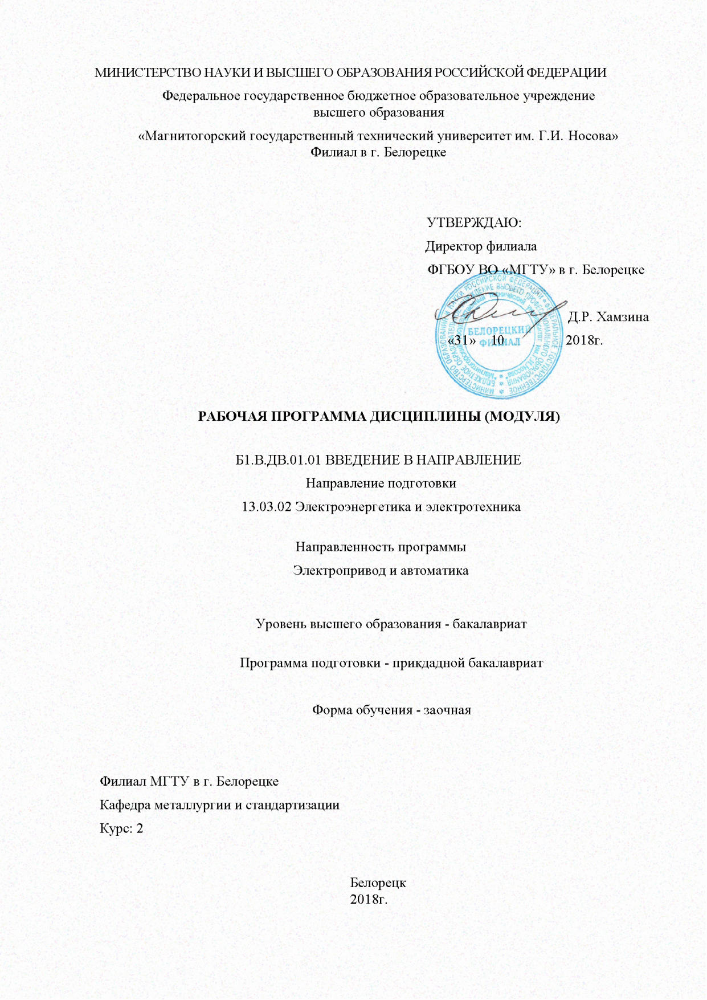 МИНИСТЕРСТВО НАУКИ И ВЫСШЕГО ОБРАЗОВАНИЯ РОССИЙСКОЙ ФЕДЕРАЦИИ
Федеральное государственное бюджетное образовательное учреждение
высшего образования
«Магнитогорский государственный технический университет им. Г.И. Носова»
Филиал в г. Белорецке
УТВЕРЖДАЮ:
Директор филиала
ФГБОУ ВО «МГТУ» в г. Белорецке
Д.Р. Хамзина
БЕЛОРЕЦКИЙ
ФИЛИАЛ
«31» 10 2018г.
РАБОЧАЯ ПРОГРАММА ДИСЦИПЛИНЫ (МОДУЛЯ)
Б1.В.ДВ.01.01 ВВЕДЕНИЕ В НАПРАВЛЕНИЕ
Направление подготовки
13.03.02 Электроэнергетика и электротехника
Направленность программы
Электропривод и автоматика
Уровень высшего образования - бакалавриат
Программа подготовки - прикдадной бакалавриат
Форма обучения - заочная
Филиал МГТУ в г. Белорецке
Кафедра металлургии и стандартизации
Курс: 2
Белорецк
2018г.